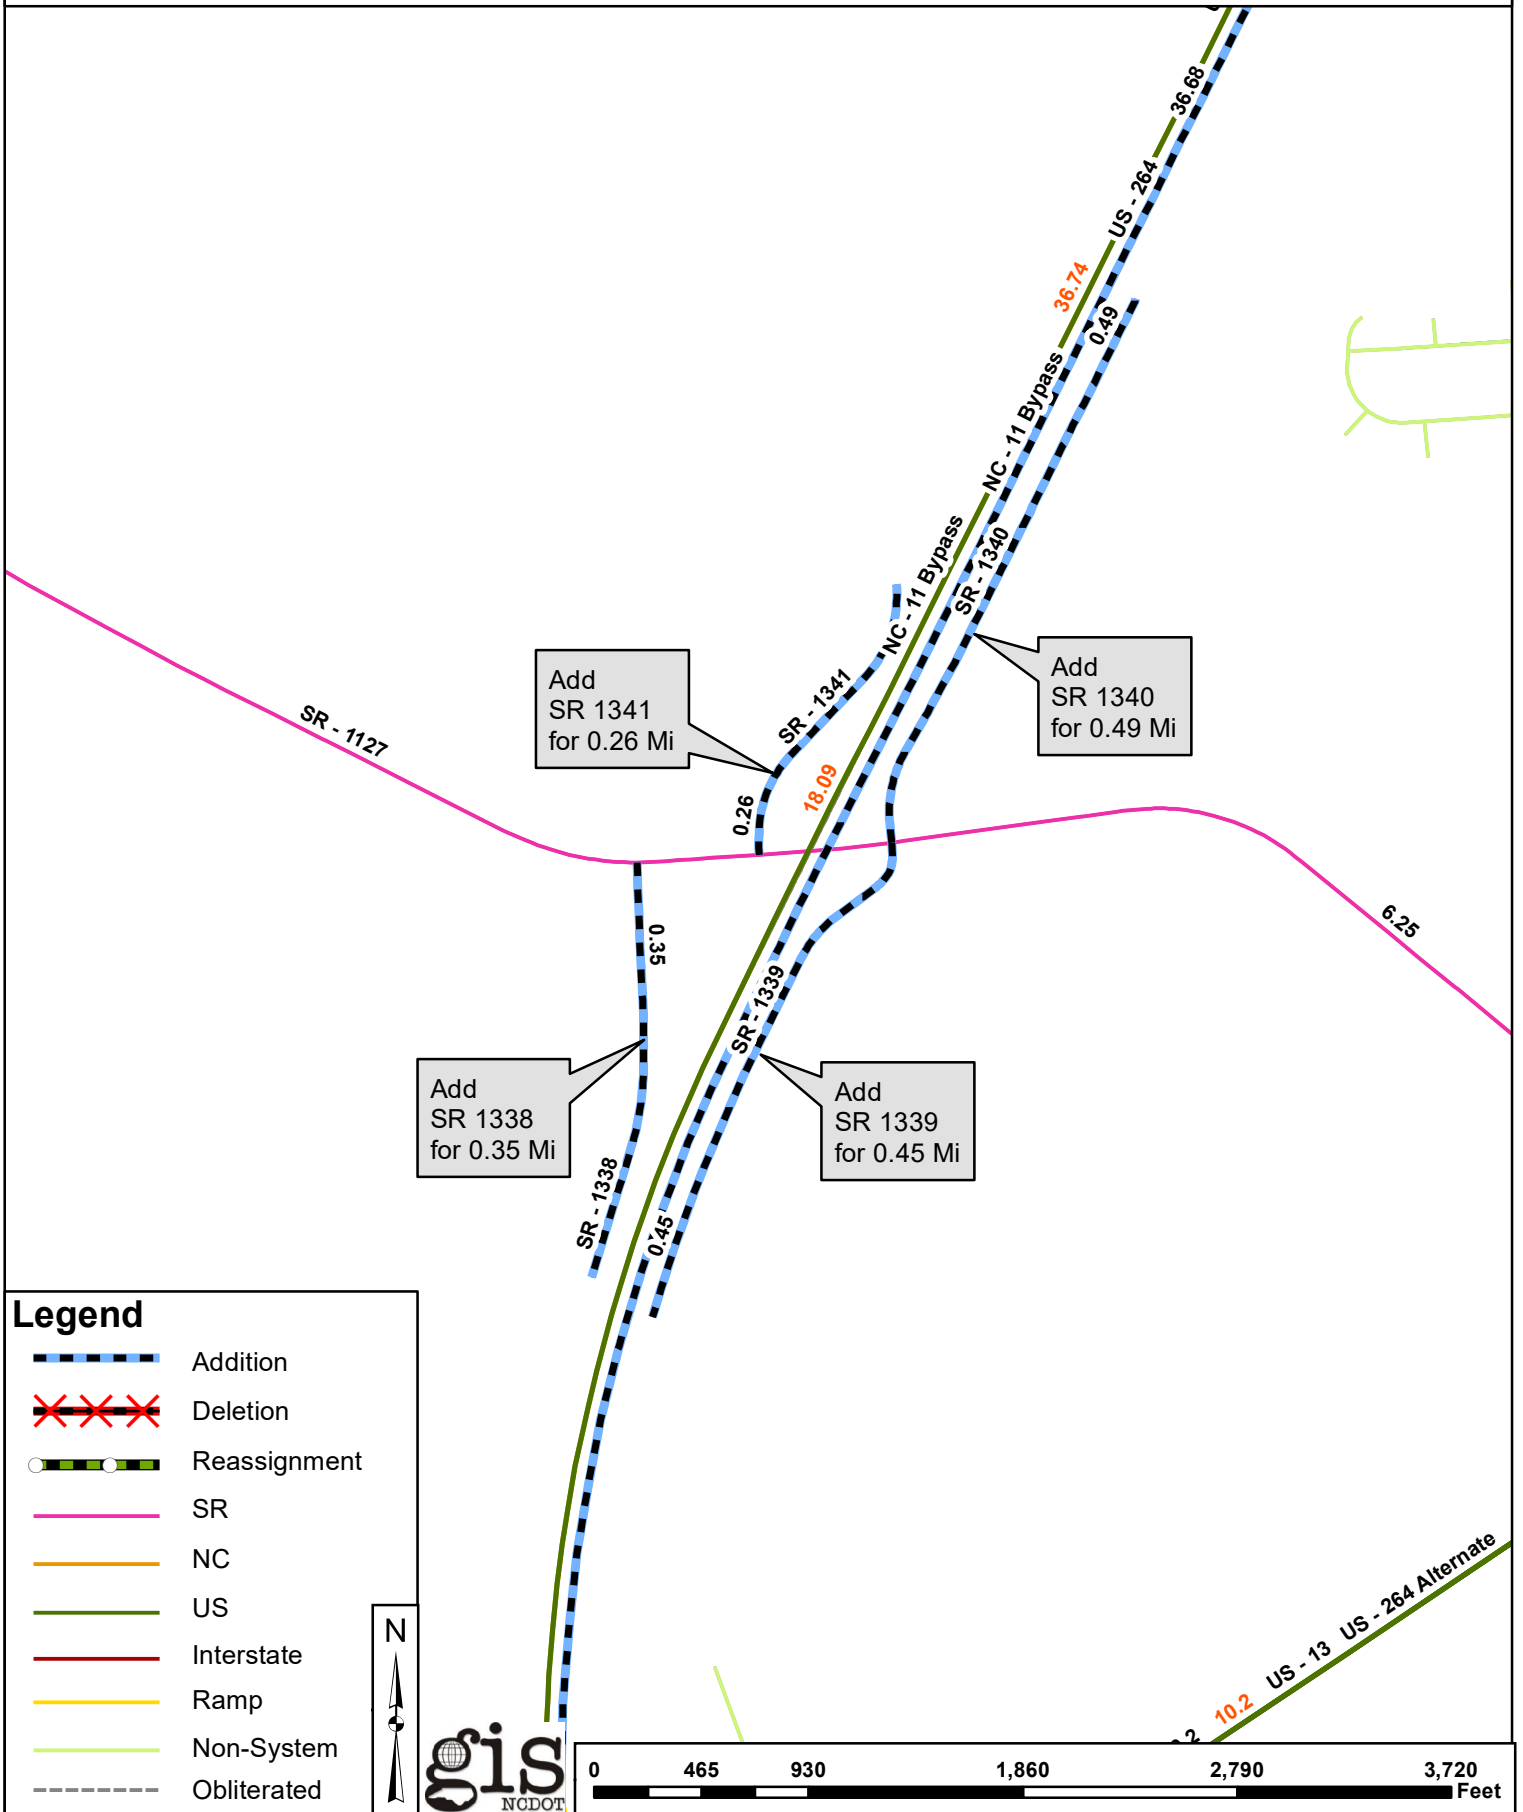 36.68
US - 264
36.74
0.49
NC - 11 Bypass
NC - 11 Bypass
SR - 1340
Add
SR 1341
for 0.26 Mi
SR - 1341
Add
SR 1340
for 0.49 Mi
SR - 1127
18.09
0.26
6.25
0.35
SR - 1339
Add
SR 1338
for 0.35 Mi
Add
SR 1339
for 0.45 Mi
SR - 1338
0.45
Legend
Addition
Deletion
Reassignment
SR
NC
US
Interstate
Ramp
Non-System
Obliterated
N
gis
NCDOT
US - 264 Alternate
US - 13
10.2
0 465 930 1,860 2,790 3,720
Feet